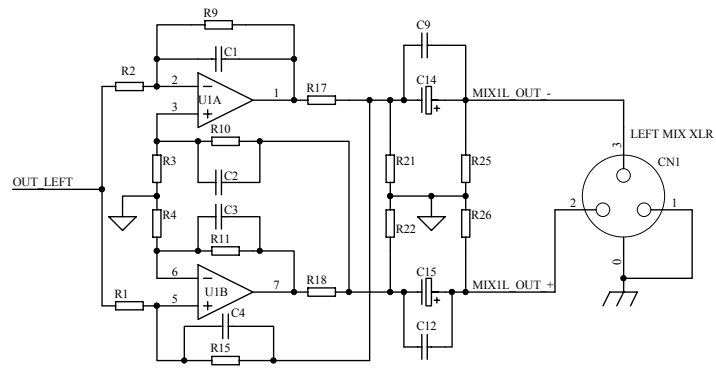 R9
C9
C1
R2
C14
2
1
R17
MIX1L_OUT_-
U1A
3
LEFT MIX XLR
R10
3
CN1
R3
R21
R25
C2
OUT_LEFT
2
1
C3
R4
R22
R26
R11
0
6
C15
7
R18
MIX1L_OUT_+
U1B
R1
5
C4
C12
R15